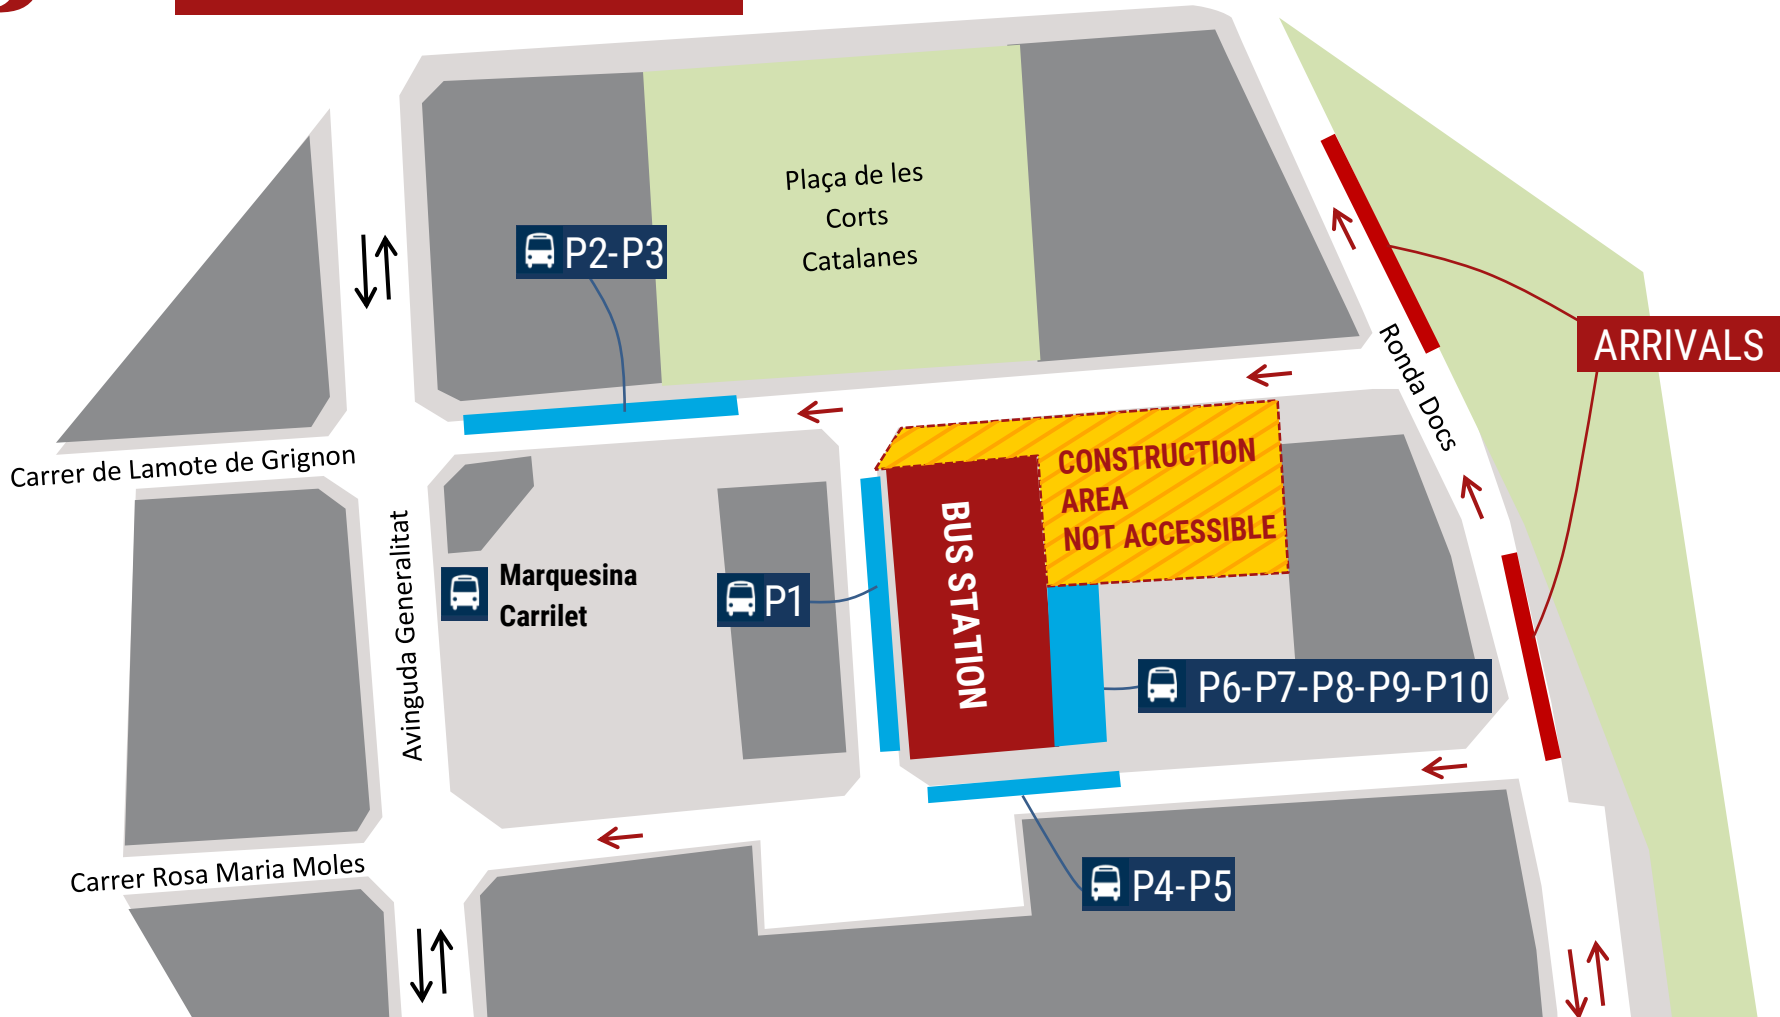 Plaça de les
Corts
Catalanes
P2-P3
ARRIVALS
Ronda Docs
Carrer de Lamote de Grignon
CONSTRUCTION
AREA
NOT ACCESSIBLE
BUS STATION
Avinguda Generalitat
Marquesina
Carrilet
P1
P6-P7-P8-P9-P10
Carrer Rosa Maria Moles
P4-P5